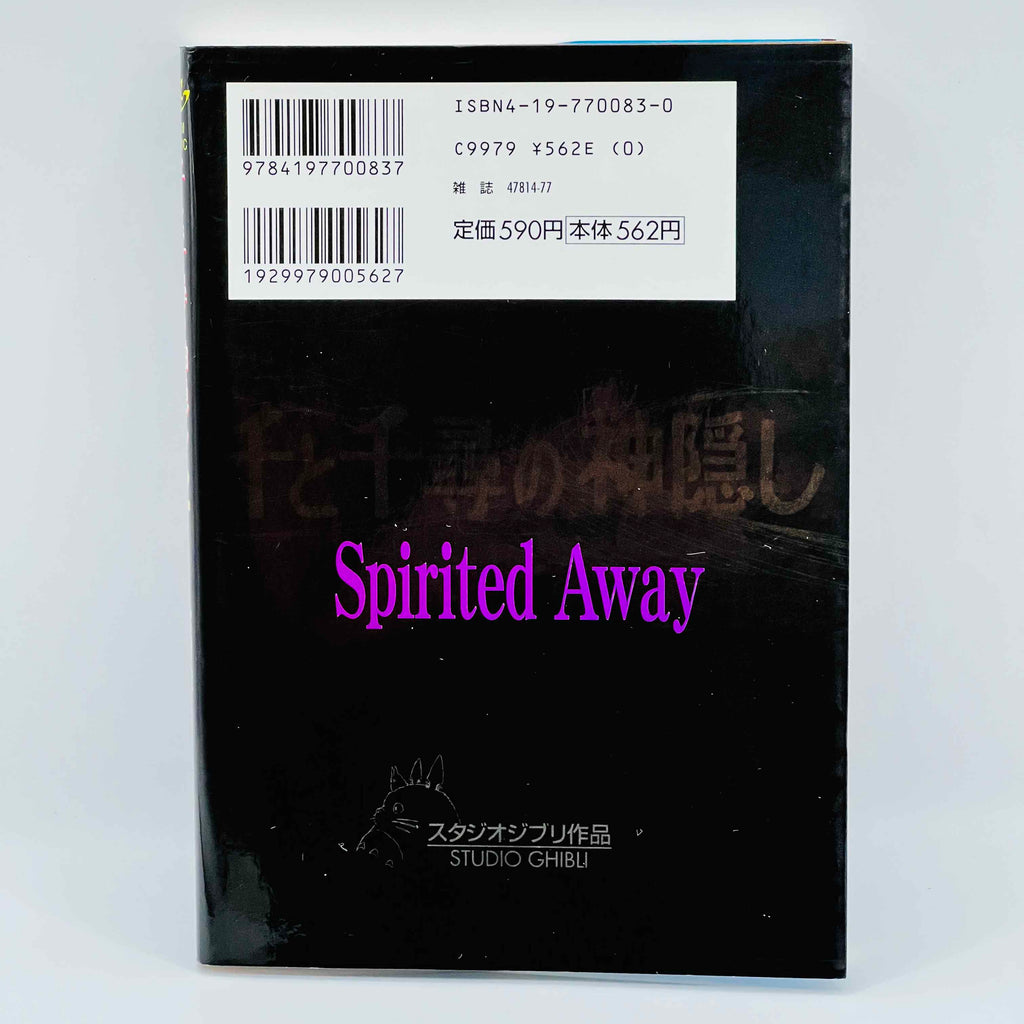 ISBN4-19-770083-0
9784197700837
C9979 ¥562E (0)
雑誌 47814-77
定価590円 本体562円
1929979005627
千と千尋の神隠し
Spirited Away
スタジオジブリ作品
STUDIO GHIBLI